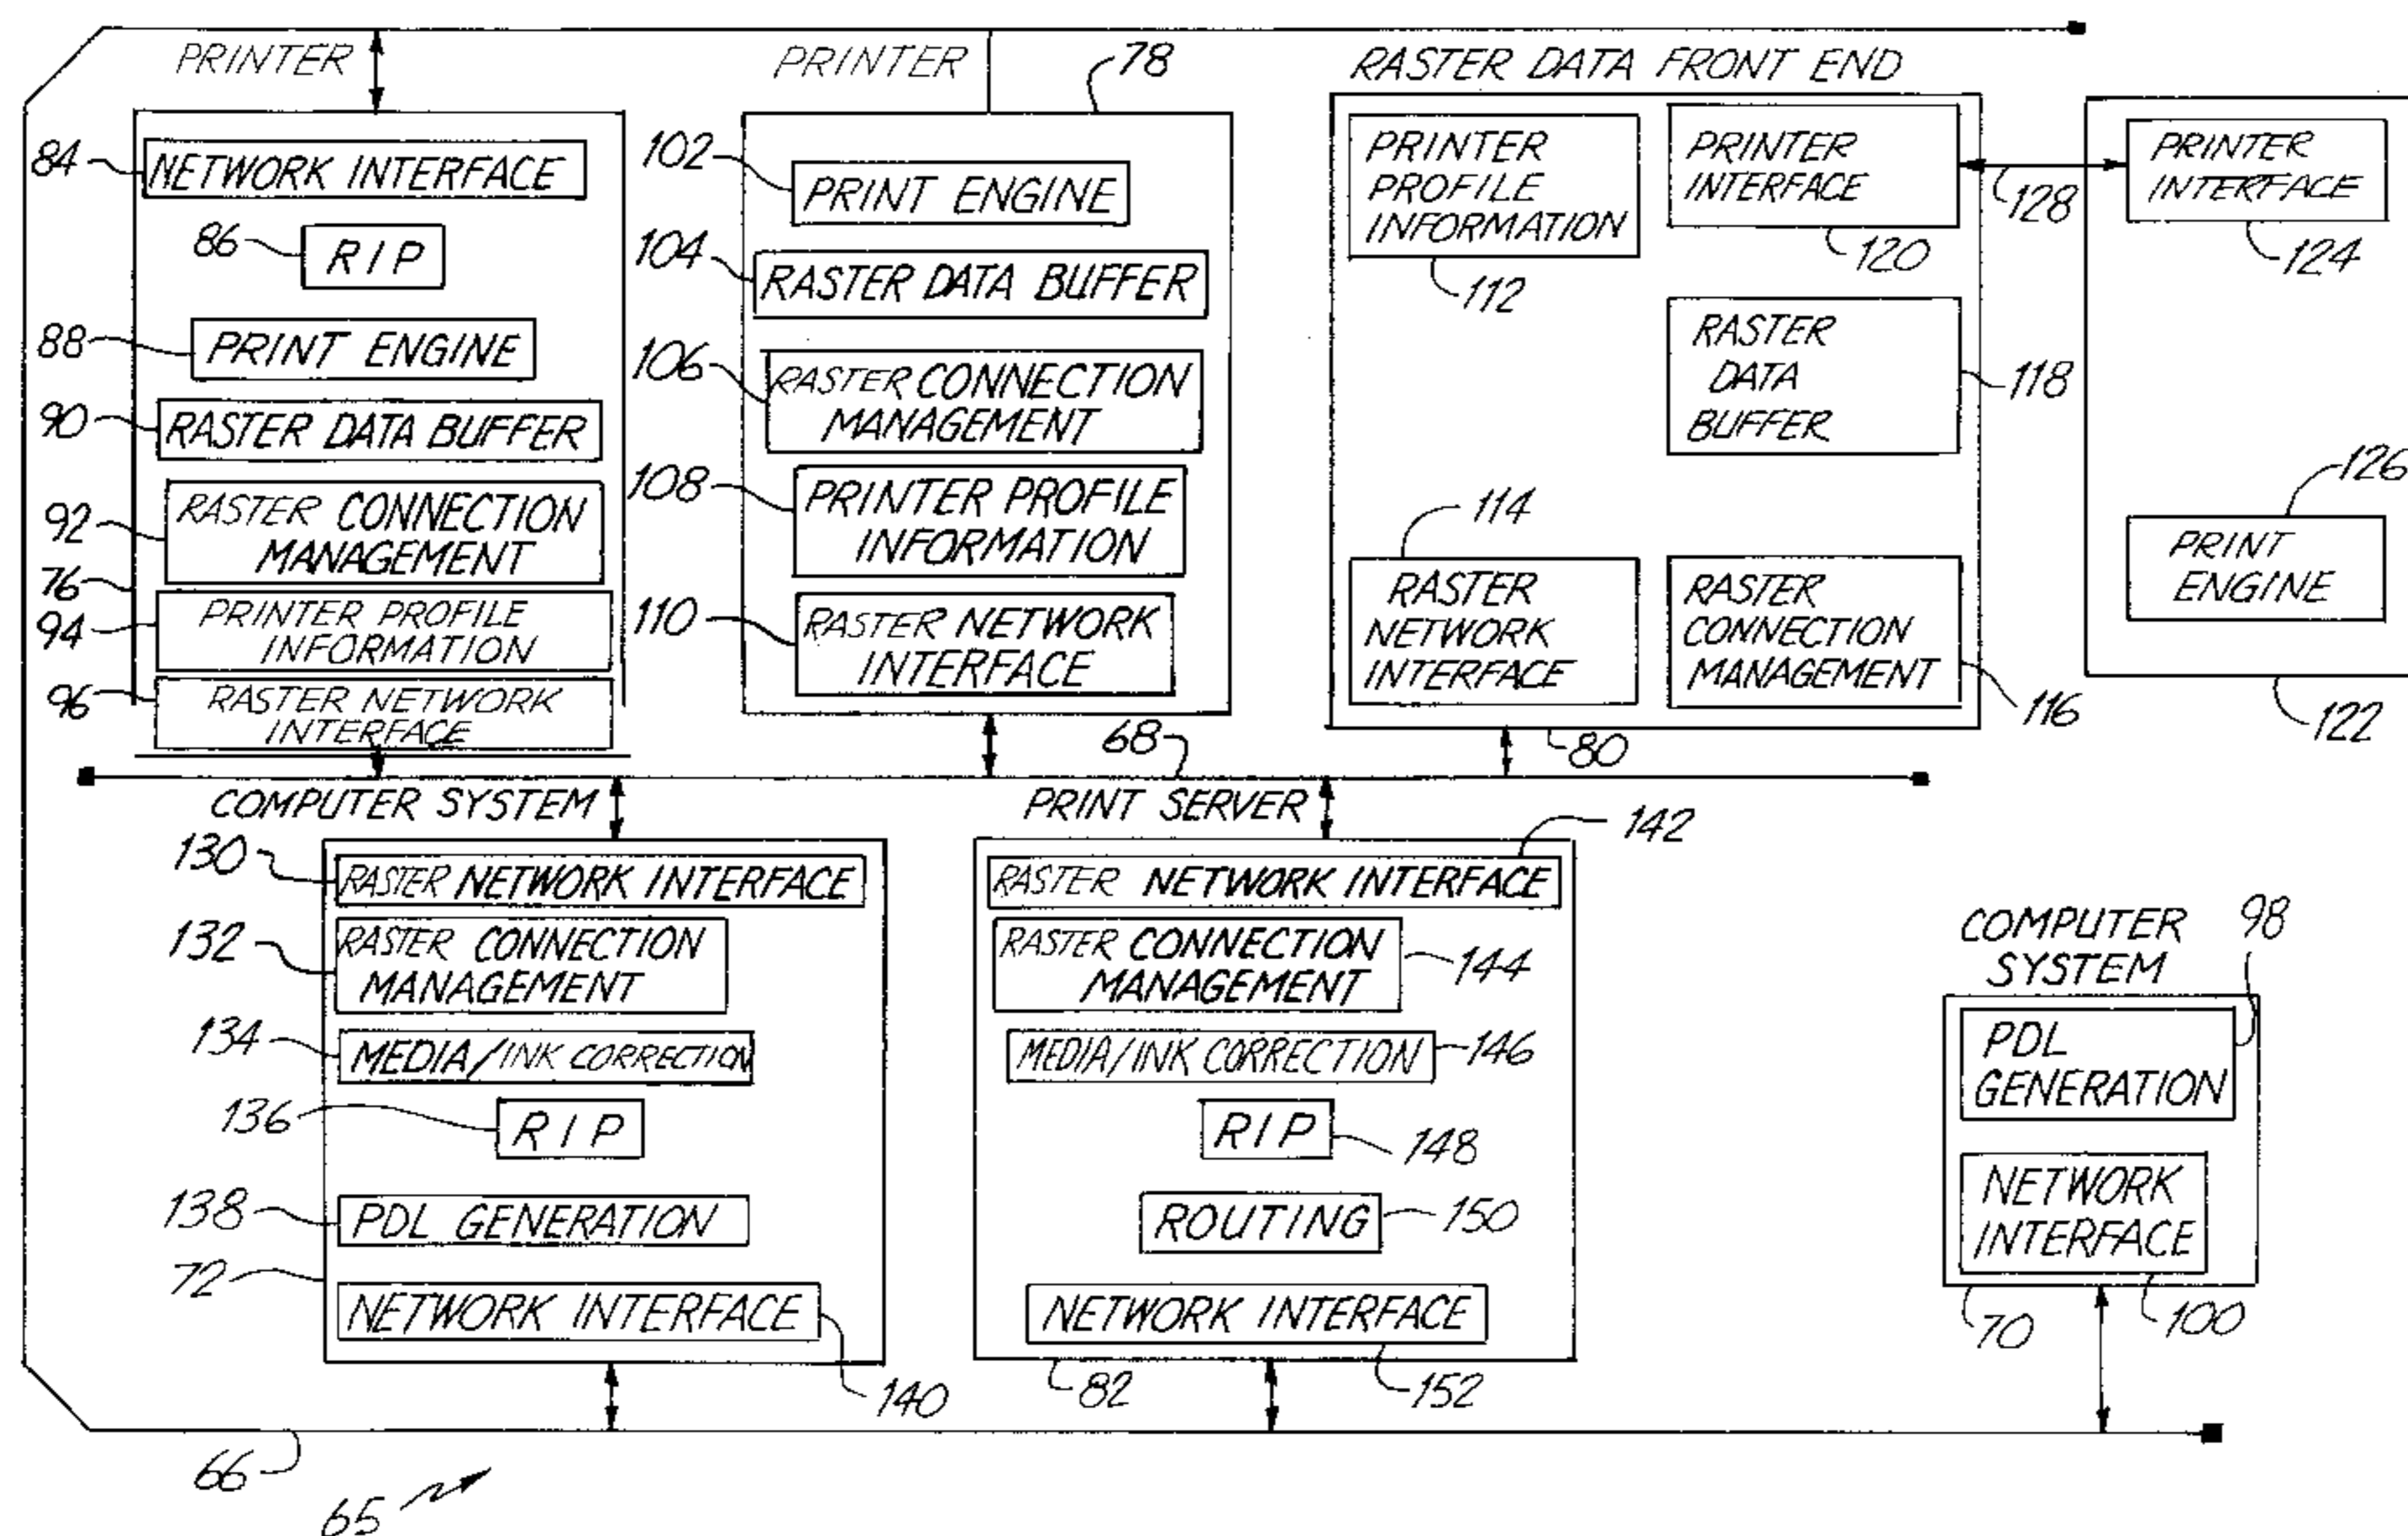 PRINTER
84
NETWORK INTERFACE
86
RIP
88
PRINT ENGINE
90
RASTER DATA BUFFER
92
RASTER CONNECTION
MANAGEMENT
76
94
PRINTER PROFILE
INFORMATION
96
RASTER NETWORK
INTERFACE
PRINTER
78
102
PRINT ENGINE
104
RASTER DATA BUFFER
106
RASTER CONNECTION
MANAGEMENT
108
PRINTER PROFILE
INFORMATION
110
RASTER NETWORK
INTERFACE
RASTER DATA FRONT END
PRINTER
PROFILE
INFORMATION
112
PRINTER
INTERFACE
120
128
RASTER
DATA
BUFFER
118
114
RASTER
NETWORK
INTERFACE
RASTER
CONNECTION
MANAGEMENT
116
80
PRINTER
INTERFACE
124
126
PRINT
ENGINE
122
68
COMPUTER SYSTEM
130
RASTER NETWORK INTERFACE
132
RASTER CONNECTION
MANAGEMENT
134
MEDIA/INK CORRECTION
136
RIP
138
PDL GENERATION
72
NETWORK INTERFACE
140
PRINT SERVER
142
RASTER NETWORK INTERFACE
RASTER CONNECTION
MANAGEMENT
144
MEDIA/INK CORRECTION
146
RIP
148
ROUTING
150
NETWORK INTERFACE
82
152
COMPUTER
SYSTEM
98
PDL
GENERATION
NETWORK
INTERFACE
70
100
66
65